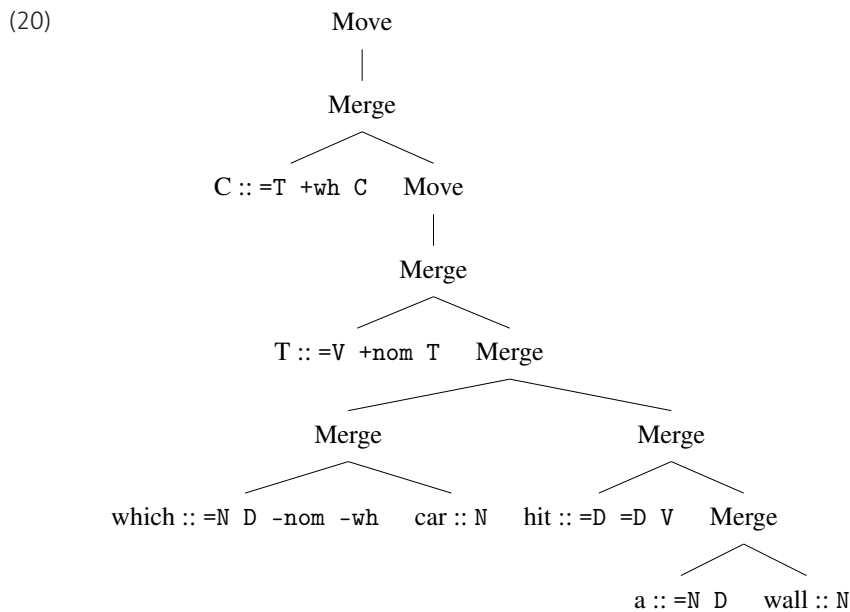 (20)
Move
Merge
C :: =T +wh C Move
Merge
T :: =V +nom T Merge
Merge Merge
which :: =N D -nom -wh car :: N hit :: =D =D V Merge
a :: =N D wall :: N